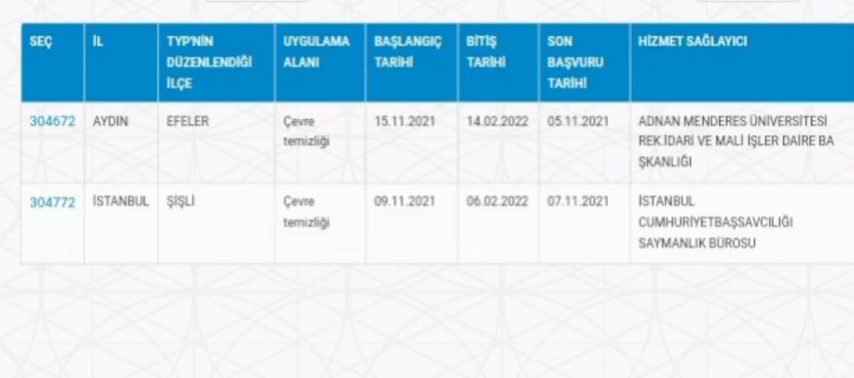 SEÇ İL TYP'NİN DÜZENLENDİĞİ İLÇE UYGULAMA ALANI BAŞLANGIÇ TARİHİ BİTİŞ TARİHİ SON BAŞVURU TARİHİ HİZMET SAĞLAYICI
304672 AYDIN EFELER Çevre temizliği 15.11.2021 14.02.2022 05.11.2021 ADNAN MENDERES ÜNİVERSİTESİ REK.İDARİ VE MALİ İŞLER DAİRE BA ŞKANLIĞI
304772 İSTANBUL ŞİŞLİ Çevre temizliği 09.11.2021 06.02.2022 07.11.2021 İSTANBUL CUMHURİYETBAŞSAVCILIĞI SAYMANLIK BÜROSU